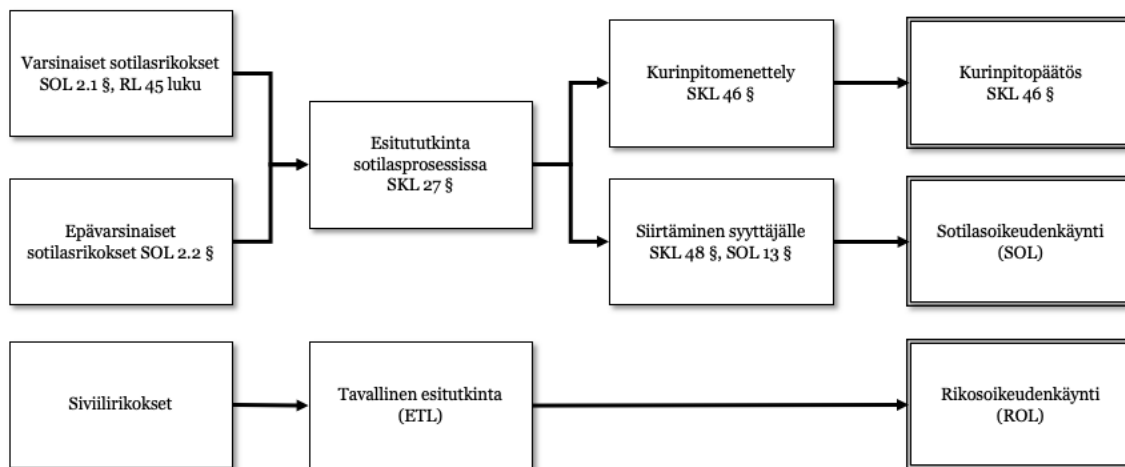 Varsinaiset sotilasrikokset
SOL 2.1 §, RL 45 luku
Epävarsinaiset
sotilasrikokset SOL 2.2 §
Esitututkinta
sotilasprosessissa
SKL 27 §
Kurinpitomenettely
SKL 46 §
Kurinpitopäätös
SKL 46 §
Siirtäminen syyttäjälle
SKL 48 §, SOL 13 §
Sotilasoikeudenkäynti
(SOL)
Siviilirikokset
Tavallinen esitutkinta
(ETL)
Rikosoikeudenkäynti
(ROL)